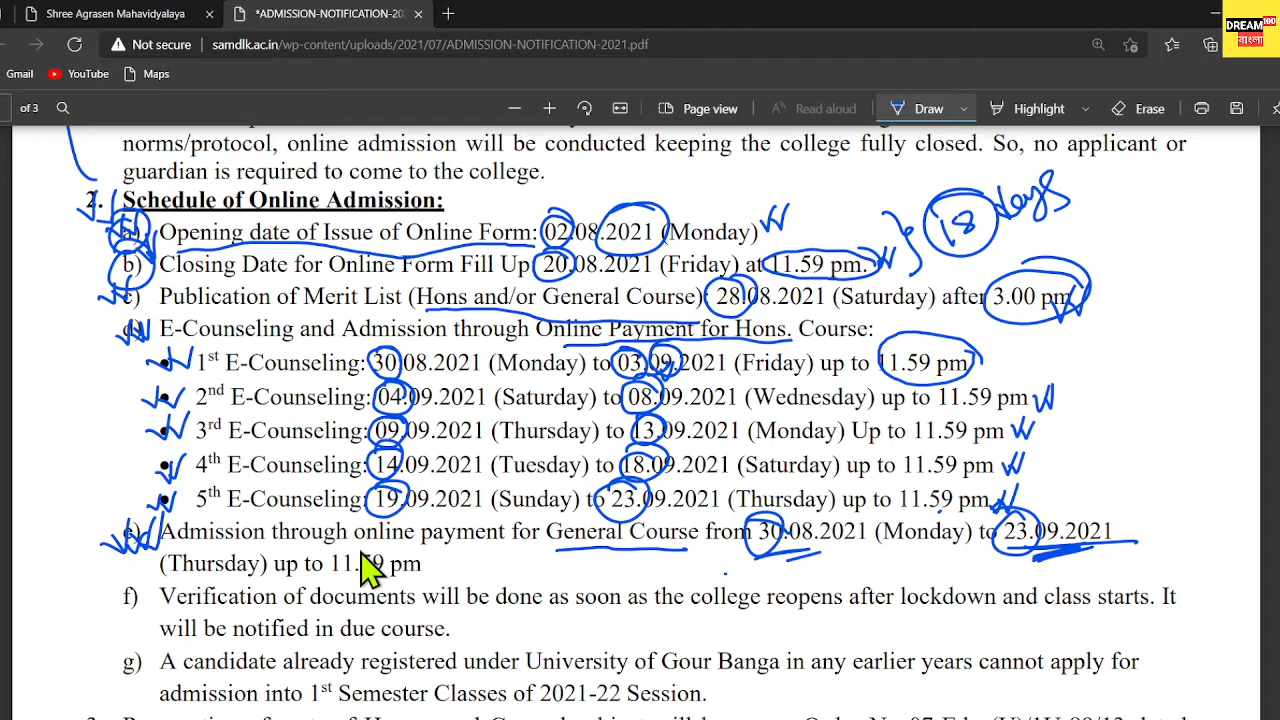 Shree Agrasen Mahavidyalaya
*ADMISSION-NOTIFICATION-202
DREAM100
বাংলা
Not secure samdlk.ac.in/wp-content/uploads/2021/07/ADMISSION-NOTIFICATION-2021.pdf
Gmail YouTube Maps
of 3 Page view Read aloud Draw Highlight Erase
norms/protocol, online admission will be conducted keeping the college fully closed. So, no applicant or
guardian is required to come to the college.
2. Schedule of Online Admission:
18 days
a) Opening date of Issue of Online Form: 02.08.2021 (Monday)
b) Closing Date for Online Form Fill Up 20.08.2021 (Friday) at 11.59 pm.
c) Publication of Merit List (Hons and/or General Course): 28.08.2021 (Saturday) after 3.00 pm
d) E-Counseling and Admission through Online Payment for Hons. Course:
• 1st E-Counseling: 30.08.2021 (Monday) to 03.09.2021 (Friday) up to 11.59 pm
• 2nd E-Counseling: 04.09.2021 (Saturday) to 08.09.2021 (Wednesday) up to 11.59 pm
• 3rd E-Counseling: 09.09.2021 (Thursday) to 13.09.2021 (Monday) Up to 11.59 pm
• 4th E-Counseling: 14.09.2021 (Tuesday) to 18.09.2021 (Saturday) up to 11.59 pm
• 5th E-Counseling: 19.09.2021 (Sunday) to 23.09.2021 (Thursday) up to 11.59 pm
e) Admission through online payment for General Course from 30.08.2021 (Monday) to 23.09.2021
(Thursday) up to 11.59 pm
f) Verification of documents will be done as soon as the college reopens after lockdown and class starts. It
will be notified in due course.
g) A candidate already registered under University of Gour Banga in any earlier years cannot apply for
admission into 1st Semester Classes of 2021-22 Session.